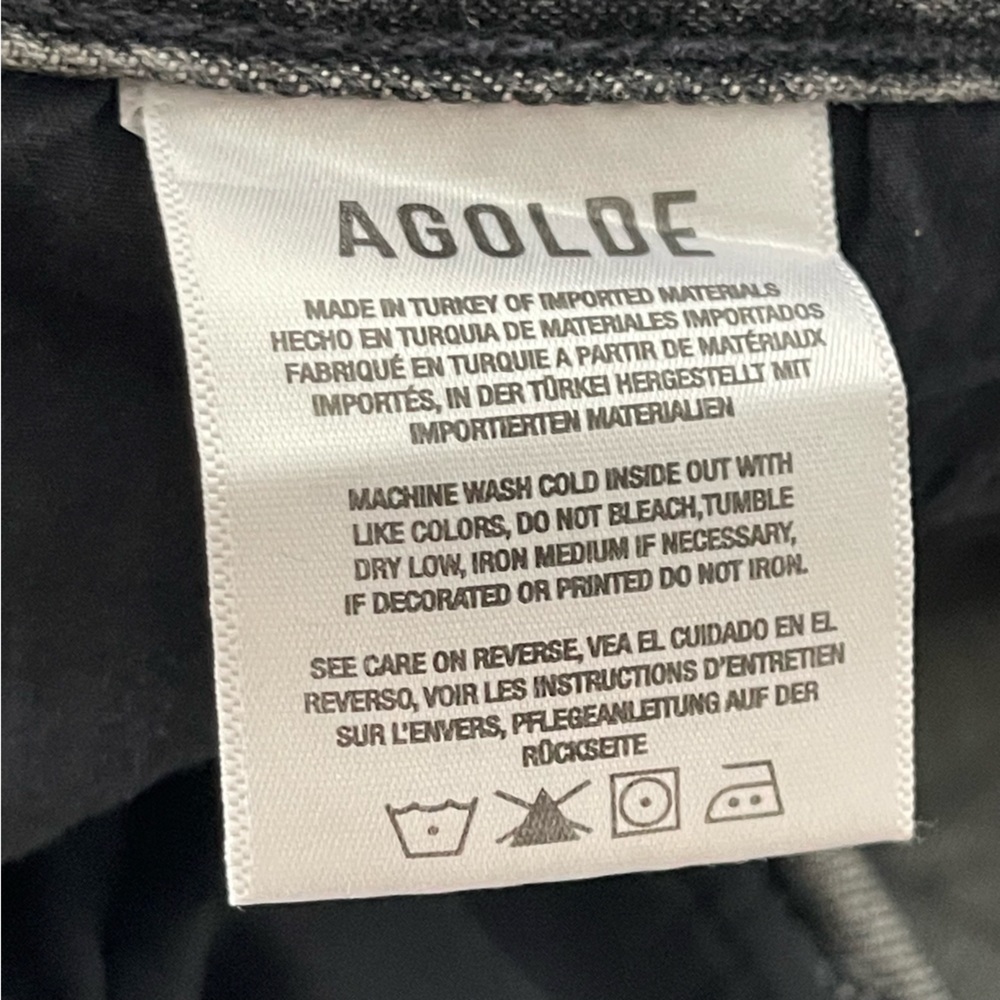 AGOLDE
MADE IN TURKEY OF IMPORTED MATERIALS
HECHO EN TURQUIA DE MATERIALES IMPORTADOS
FABRIQUÉ EN TURQUIE A PARTIR DE MATÉRIAUX
IMPORTÉS, IN DER TÜRKEI HERGESTELLT MIT
IMPORTIERTEN MATERIALIEN
MACHINE WASH COLD INSIDE OUT WITH
LIKE COLORS, DO NOT BLEACH,TUMBLE
DRY LOW, IRON MEDIUM IF NECESSARY,
IF DECORATED OR PRINTED DO NOT IRON.
SEE CARE ON REVERSE, VEA EL CUIDADO EN EL
REVERSO, VOIR LES INSTRUCTIONS D'ENTRETIEN
SUR L'ENVERS, PFLEGEANLEITUNG AUF DER
RÜCKSEITE